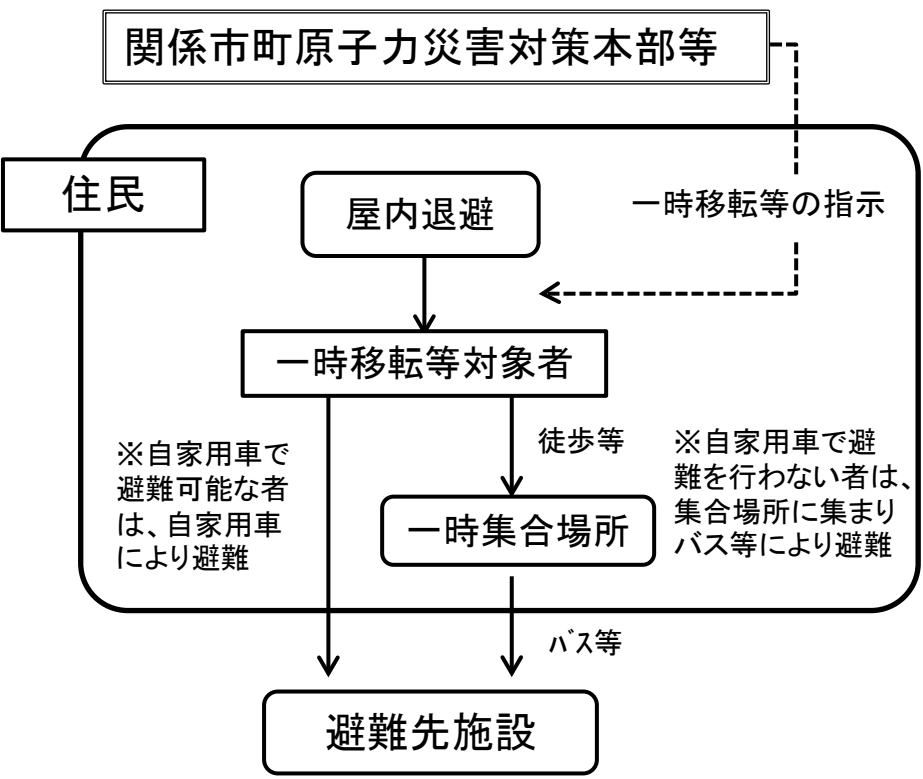 関係市町原子力災害対策本部等
住民
屋内退避
一時移転等の指示
一時移転等対象者
※自家用車で
避難可能な者
は、自家用車
により避難
徒歩等
※自家用車で避
難を行わない者は、
集合場所に集まり
バス等により避難
一時集合場所
バス等
避難先施設